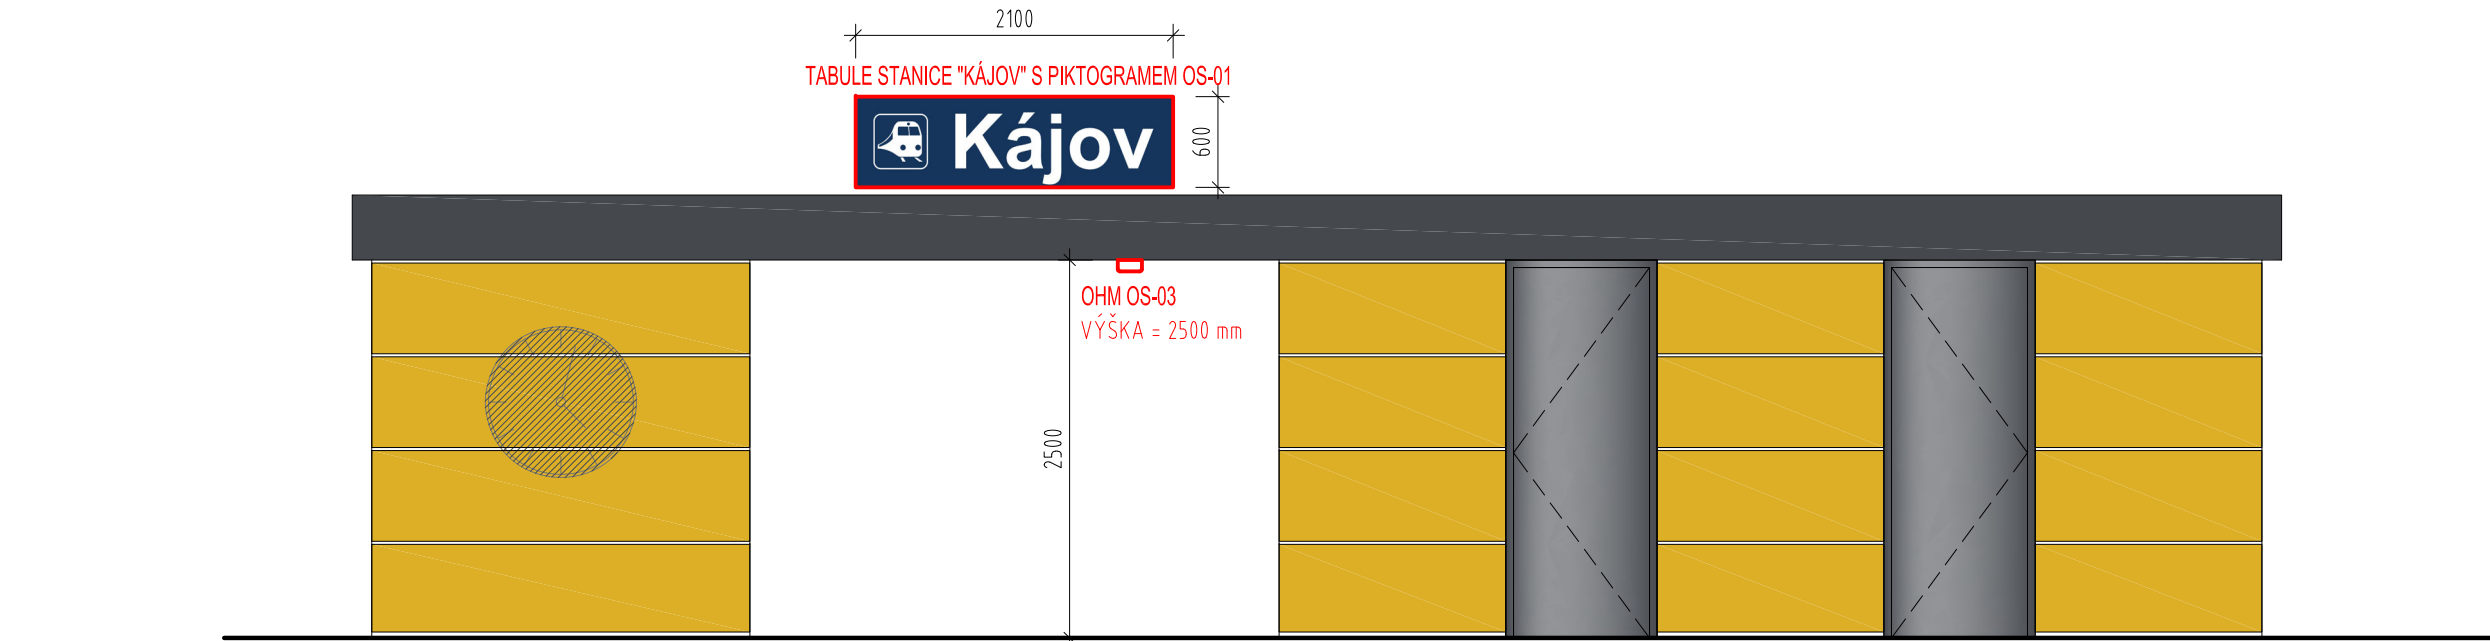 2100
TABULE STANICE "KÁJOV" S PIKTOGRAMEM OS-01
Kájov
600
OHM OS-03
VÝŠKA = 2500 mm
2500